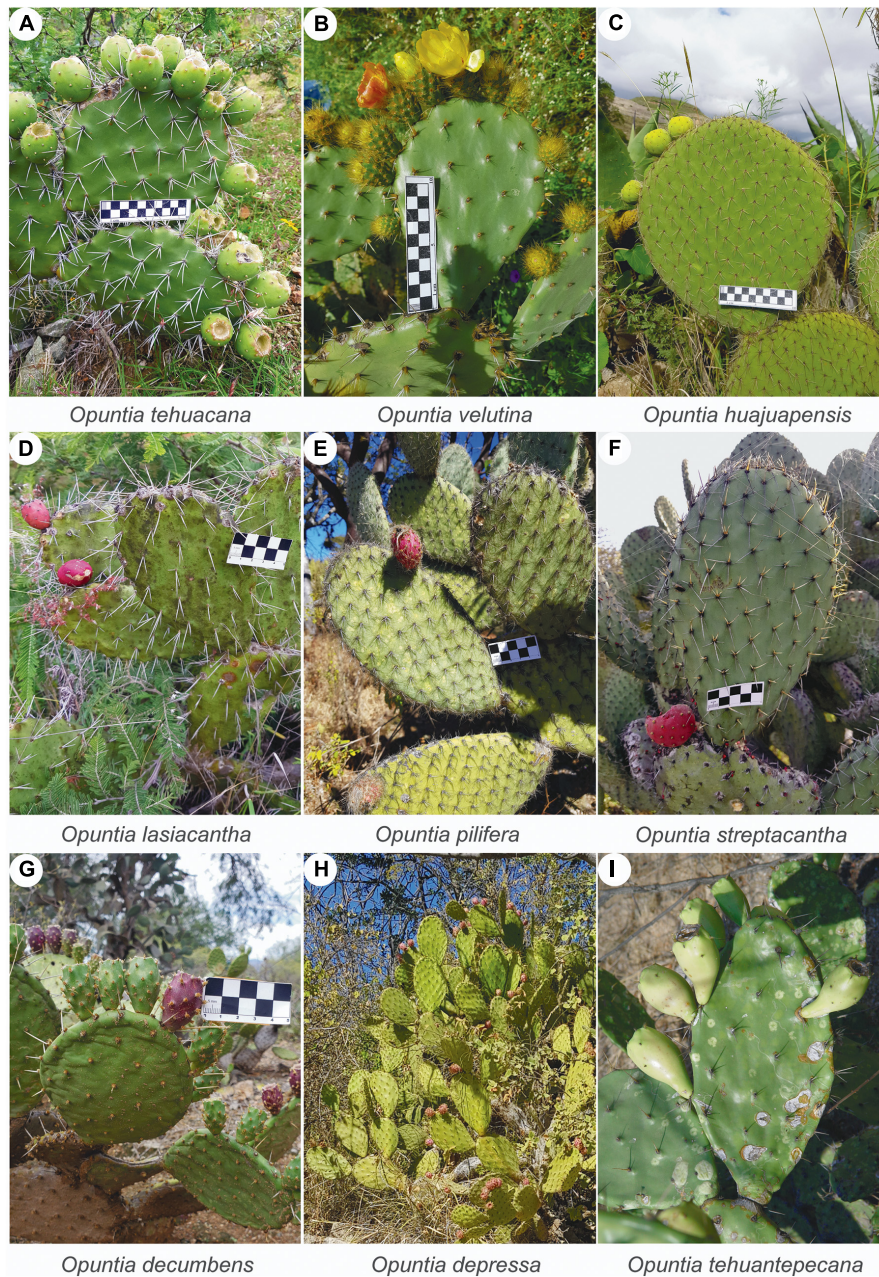 A
B
C
Opuntia tehuacana
Opuntia velutina
Opuntia huajuapensis
D
E
F
Opuntia lasiacantha
Opuntia pilifera
Opuntia streptacantha
G
H
I
Opuntia decumbens
Opuntia depressa
Opuntia tehuantepecana